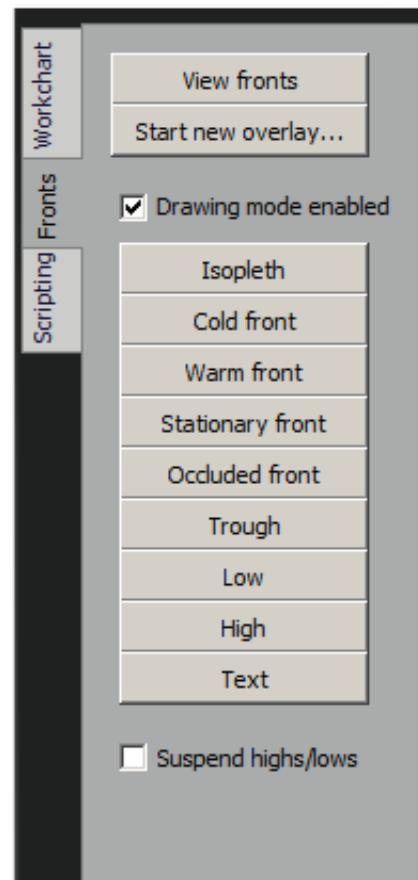 Workchart
Fronts
Scripting
View fronts
Start new overlay...
Drawing mode enabled
Isopleth
Cold front
Warm front
Stationary front
Occluded front
Trough
Low
High
Text
Suspend highs/lows